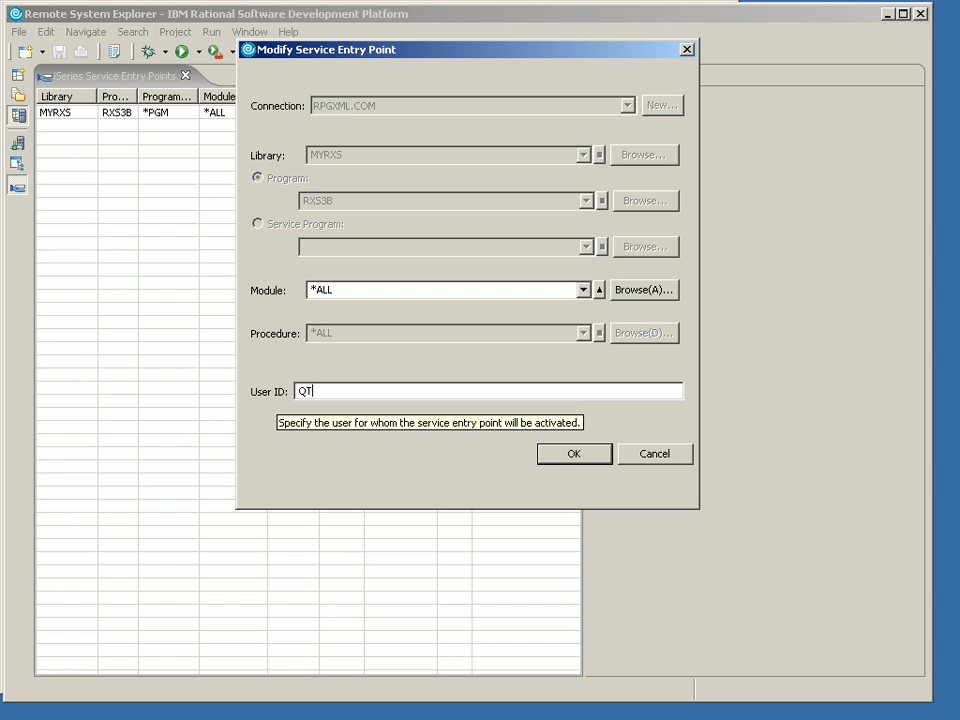 Remote System Explorer - IBM Rational Software Development Platform
File Edit Navigate Search Project Run Window Help
Modify Service Entry Point
iSeries Service Entry Points
Library Pro... Program... Module
MYRXS RXS3B *PGM *ALL
Connection: RPGXML.COM New...
Library: MYRXS Browse...
Program:
RXS3B Browse...
Service Program:
Browse...
Module: *ALL Browse(A)...
Procedure: *ALL Browse(D)...
User ID: QT
Specify the user for whom the service entry point will be activated.
OK Cancel